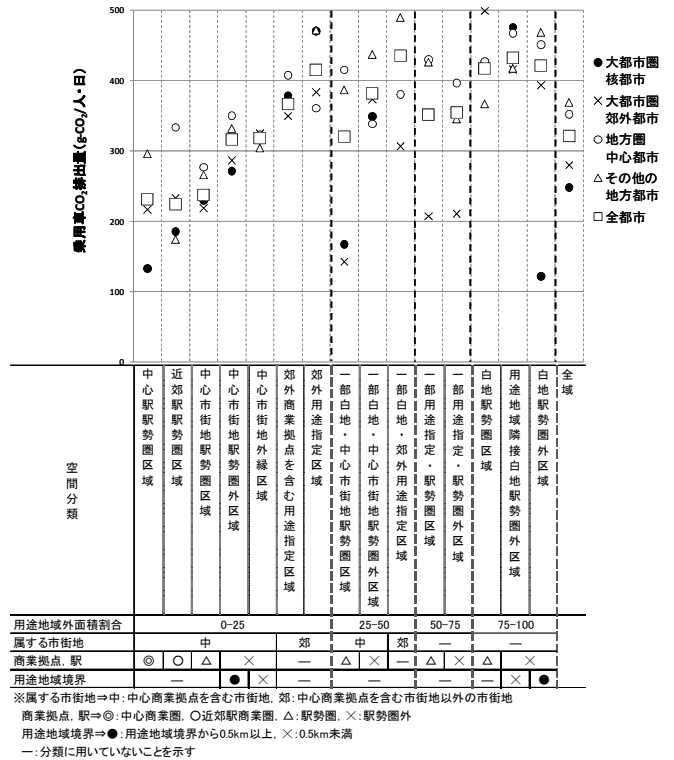 乗用車CO₂排出量(g-CO₂/人・日)
500
400
300
200
100
0
● 大都市圏
核都市
× 大都市圏
郊外都市
○ 地方圏
中心都市
△ その他の
地方都市
□ 全都市
空間分類
中心駅駅勢圏区域
近郊駅駅勢圏区域
中心市街地駅勢圏区域
中心市街地駅勢圏外区域
中心市街地外縁区域
郊外商業拠点を含む用途指定区域
郊外用途指定区域
一部白地・中心市街地駅勢圏区域
一部白地・中心市街地駅勢圏外区域
一部白地・郊外用途指定区域
一部用途指定・駅勢圏区域
一部用途指定・駅勢圏外区域
白地駅勢圏区域
用途地域隣接白地駅勢圏外区域
白地駅勢圏外区域
全域
用途地域外面積割合 0-25 25-50 50-75 75-100
属する市街地 中 郊 中 郊 — —
商業拠点，駅 ◎ ○ △ × — △ × — △ × △ ×
用途地域境界 — ● × — — — — — — — × ●
※属する市街地⇒中：中心商業拠点を含む市街地，郊：中心商業拠点を含む市街地以外の市街地
商業拠点，駅⇒◎：中心商業圏，○近郊駅商業圏，△：駅勢圏，×：駅勢圏外
用途地域境界⇒●：用途地域境界から0.5km以上，×：0.5km未満
—：分類に用いていないことを示す